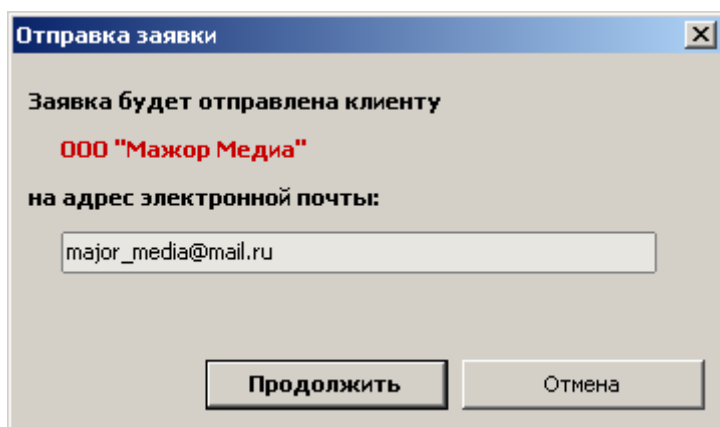 Отправка заявки
Заявка будет отправлена клиенту
ООО "Мажор Медиа"
на адрес электронной почты:
major_media@mail.ru
Продолжить
Отмена